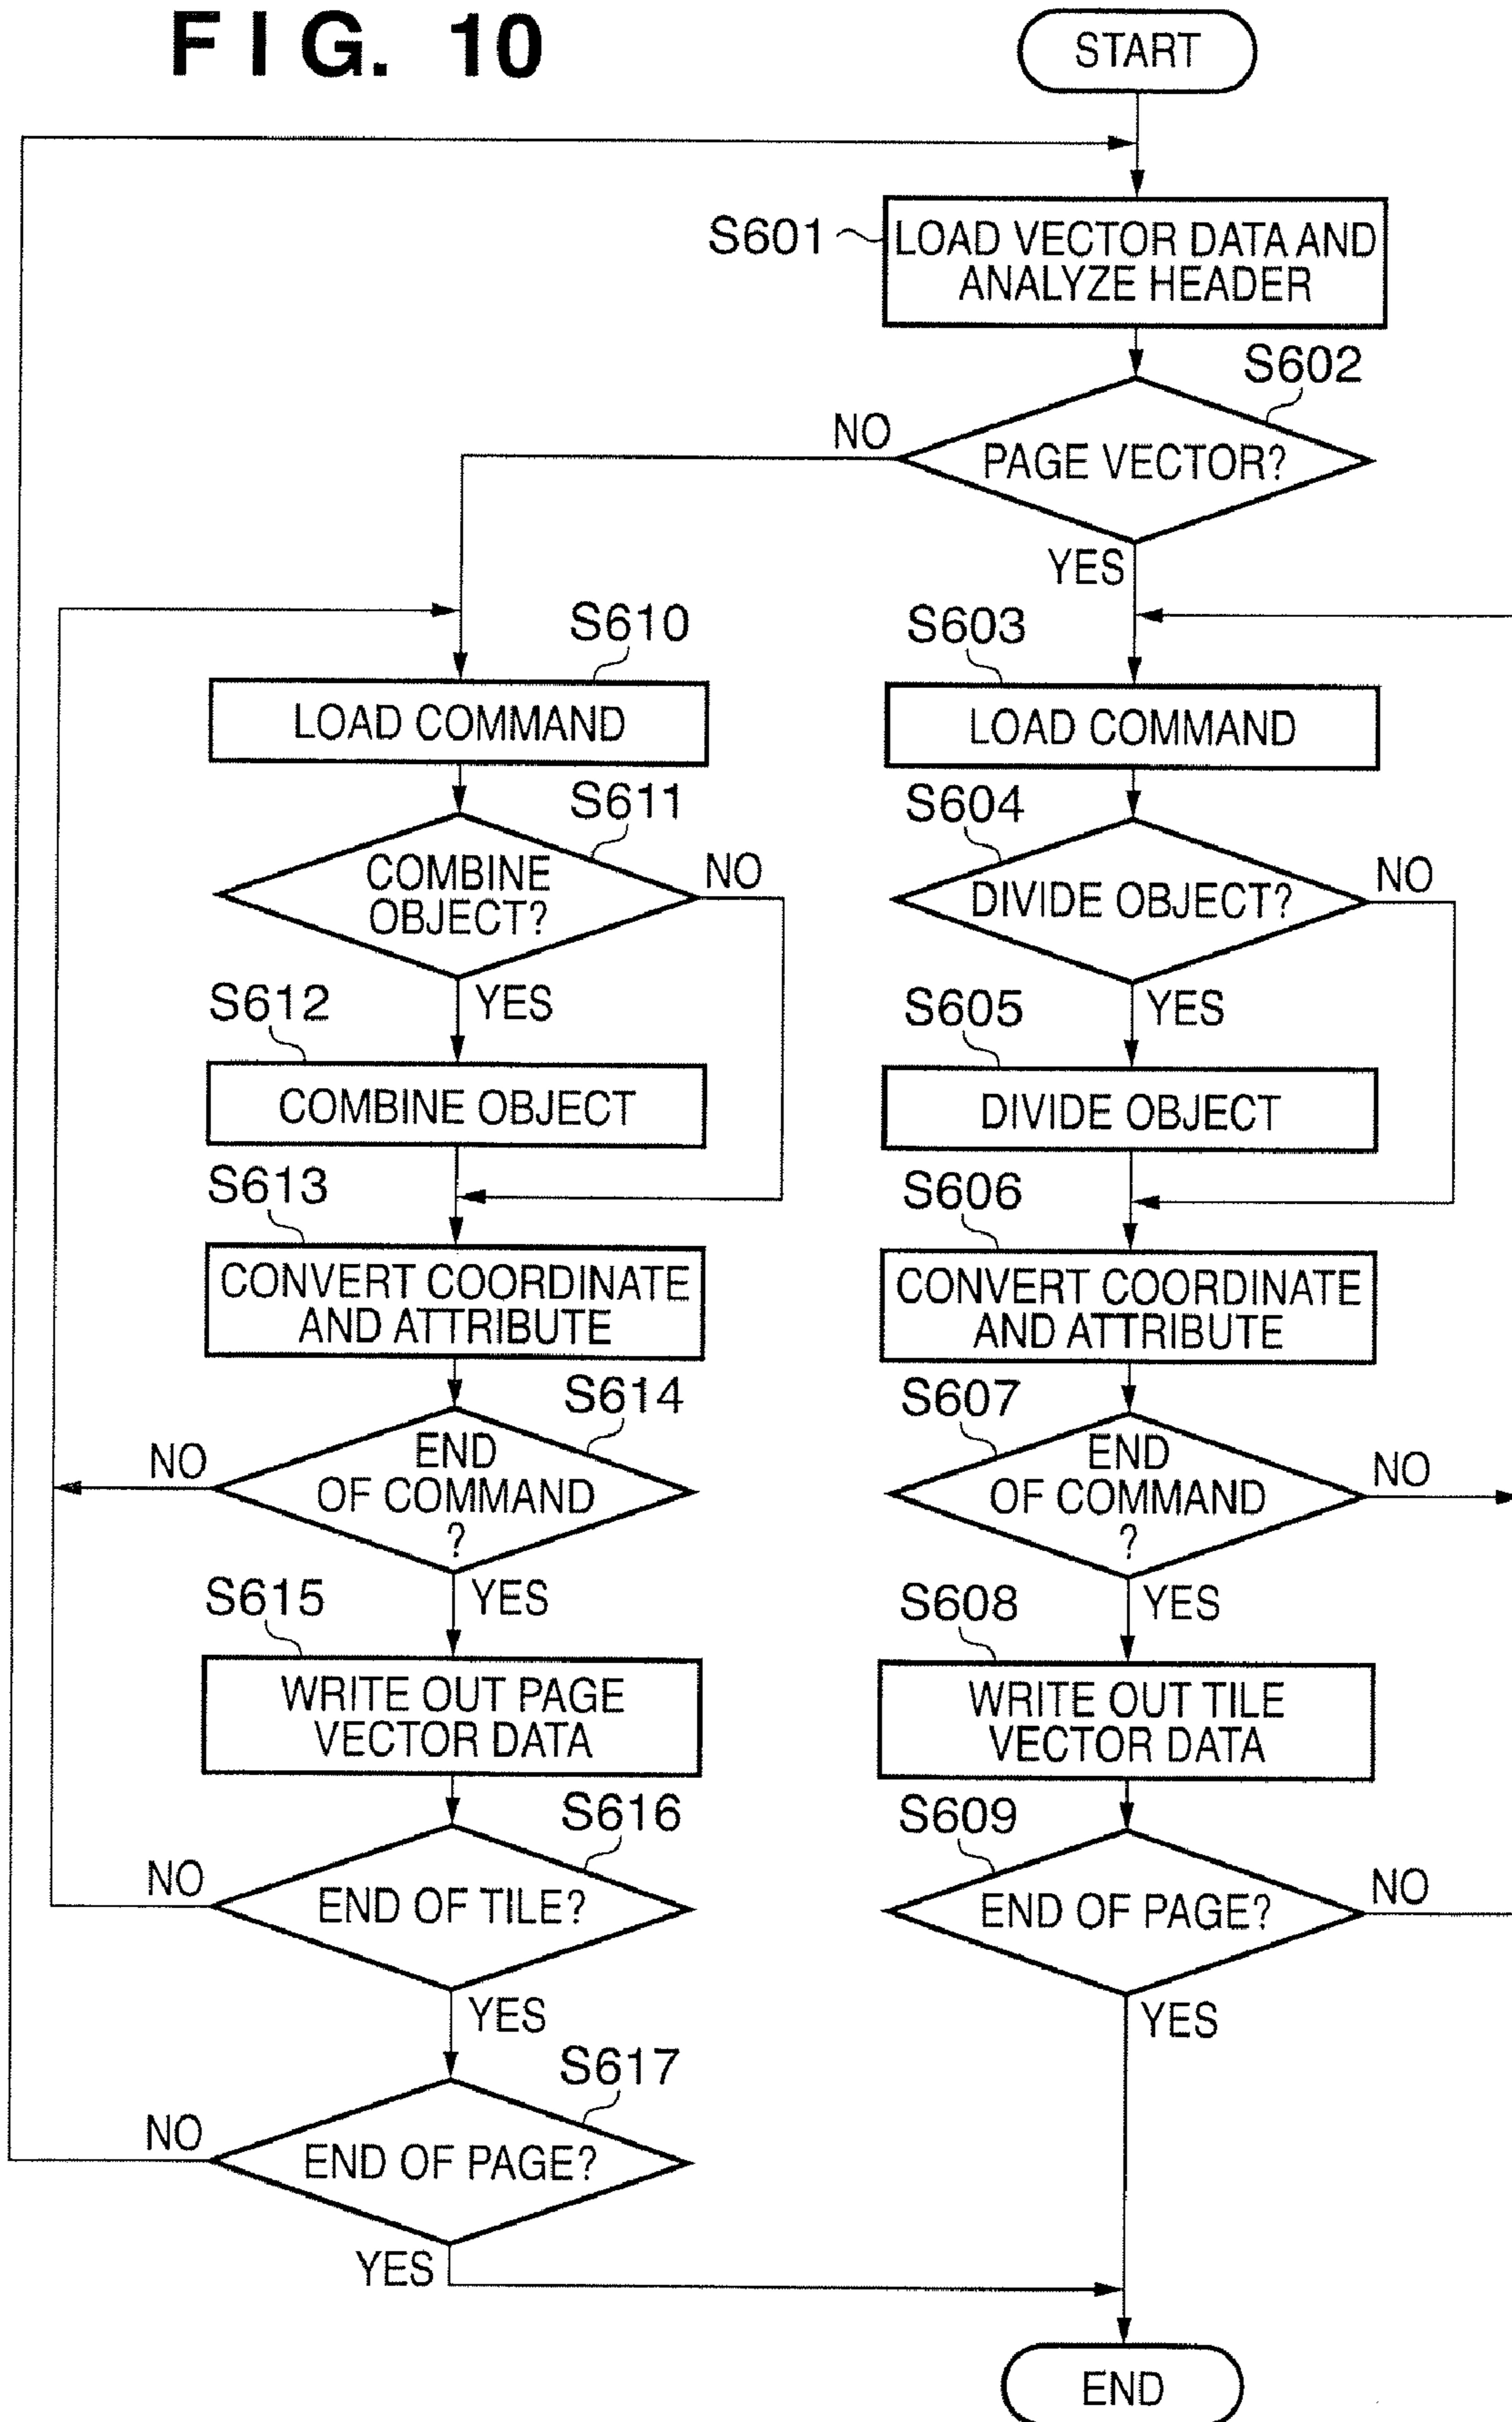 FIG. 10
START
S601
LOAD VECTOR DATA AND
ANALYZE HEADER
S602
NO
PAGE VECTOR?
YES
S610
LOAD COMMAND
S611
COMBINE
OBJECT?
NO
YES
S612
COMBINE OBJECT
S613
CONVERT COORDINATE
AND ATTRIBUTE
S614
NO
END
OF COMMAND
?
YES
S615
WRITE OUT PAGE
VECTOR DATA
S616
NO
END OF TILE?
YES
S617
NO
END OF PAGE?
YES
S603
LOAD COMMAND
S604
DIVIDE OBJECT?
NO
YES
S605
DIVIDE OBJECT
S606
CONVERT COORDINATE
AND ATTRIBUTE
S607
END
OF COMMAND
?
NO
YES
S608
WRITE OUT TILE
VECTOR DATA
S609
END OF PAGE?
NO
YES
END